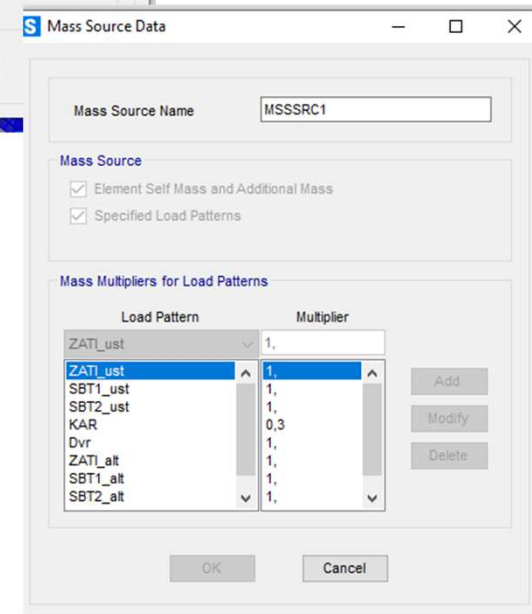 S Mass Source Data
Mass Source Name MSSSRC1
Mass Source
Element Self Mass and Additional Mass
Specified Load Patterns
Mass Multipliers for Load Patterns
Load Pattern Multiplier
ZATI_ust 1,
ZATI_ust 1,
SBT1_ust 1,
SBT2_ust 1,
KAR 0,3
Dvr 1,
ZATI_alt 1,
SBT1_alt 1,
SBT2_alt 1,
Add
Modify
Delete
OK Cancel